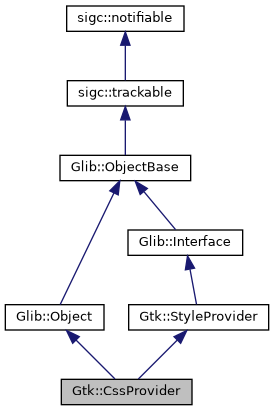 sigc::notifiable
sigc::trackable
Glib::ObjectBase
Glib::Interface
Glib::Object
Gtk::StyleProvider
Gtk::CssProvider